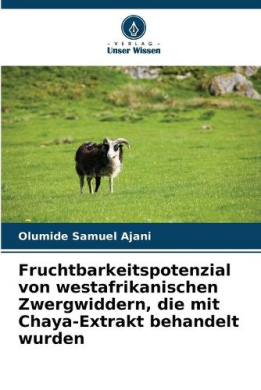 - VERLAG -
Unser Wissen
Olumide Samuel Ajani
Fruchtbarkeitspotenzial
von westafrikanischen
Zwergwiddern, die mit
Chaya-Extrakt behandelt
wurden